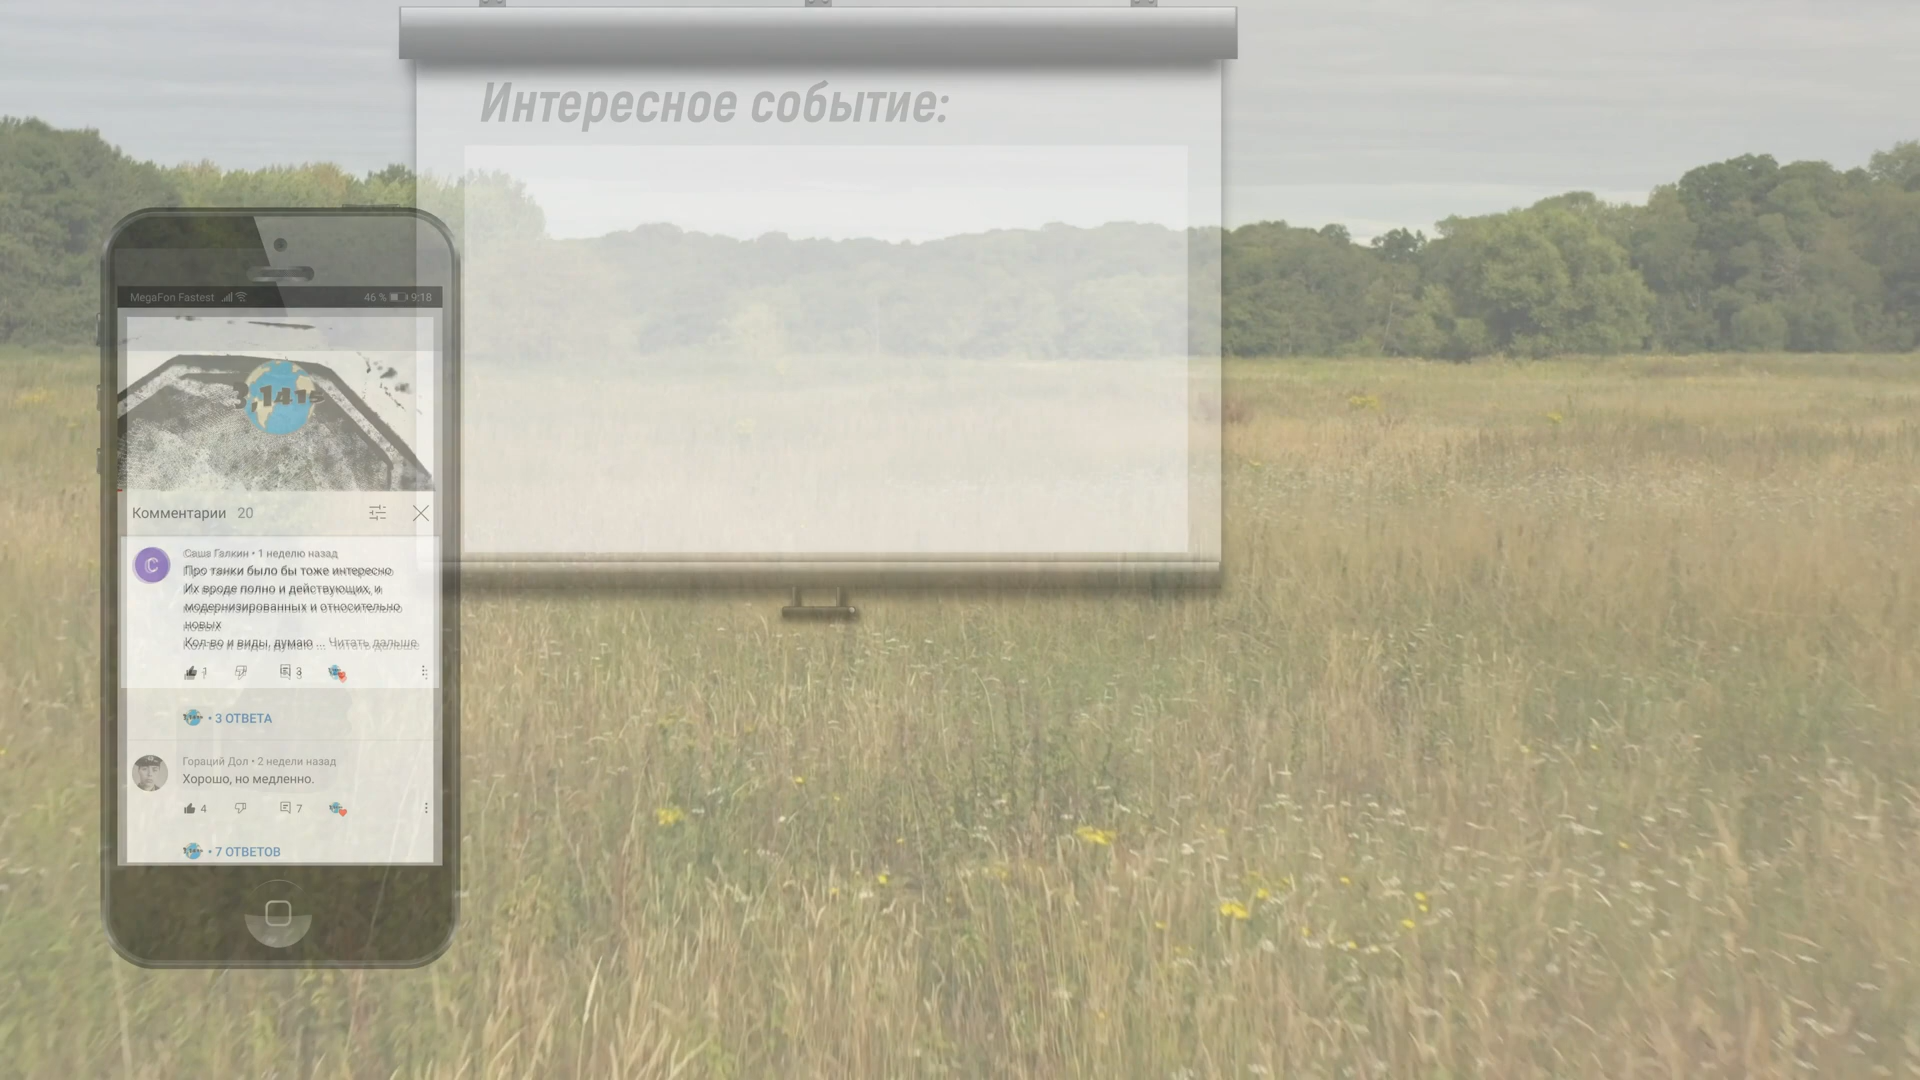 Интересное событие:
MegaFon Fastest 46 % 9:18
3,1415
Комментарии 20
С
Саша Галкин • 1 неделю назад
Про танки было бы тоже интересно
Их вроде полно и действующих, и
модернизированных и относительно
новых
Кол-во и виды, думаю ... Читать дальше
1 3
• 3 ОТВЕТА
Гораций Дол • 2 недели назад
Хорошо, но медленно.
4 7
• 7 ОТВЕТОВ